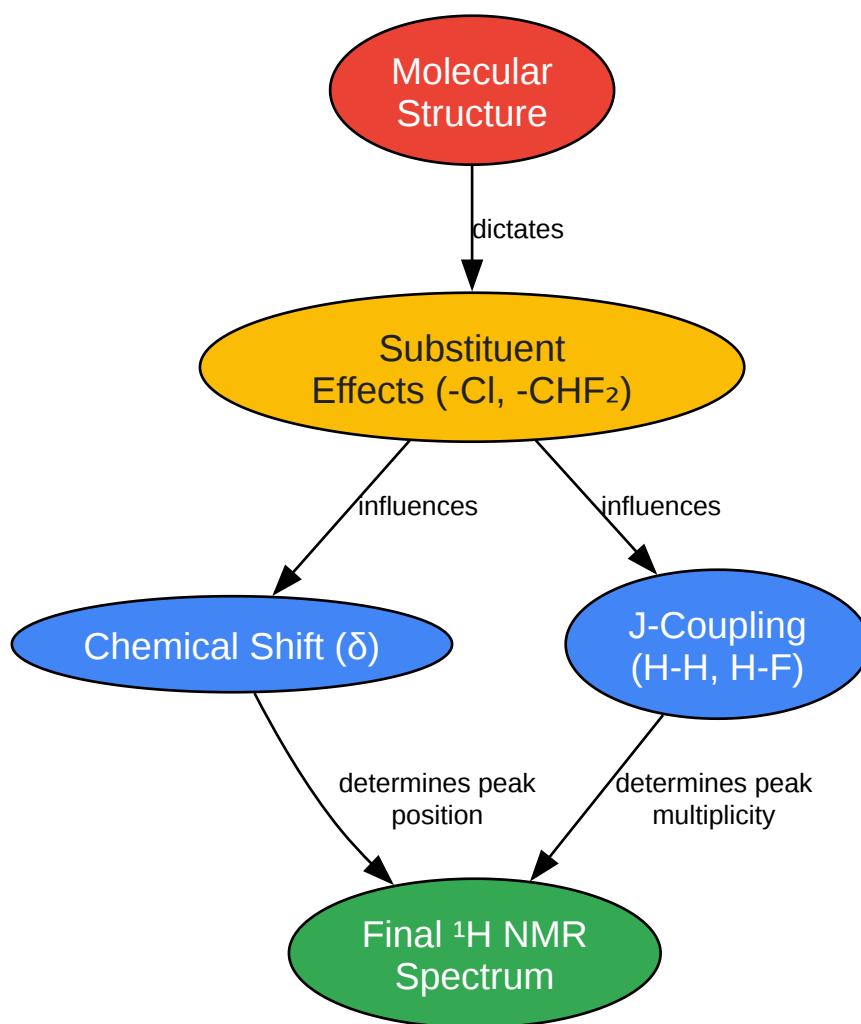 Molecular
Structure
dictates
Substituent
Effects (-Cl, -CHF₂)
influences
influences
Chemical Shift (δ)
J-Coupling
(H-H, H-F)
determines peak
position
determines peak
multiplicity
Final ¹H NMR
Spectrum